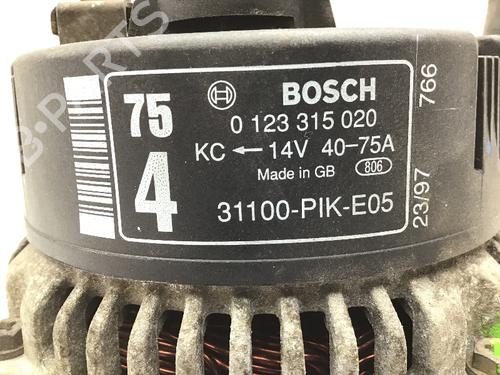 75
4
BOSCH
0 123 315 020
KC ← 14V 40-75A
Made in GB 806
31100-PIK-E05
23/97 766
B-PARTS